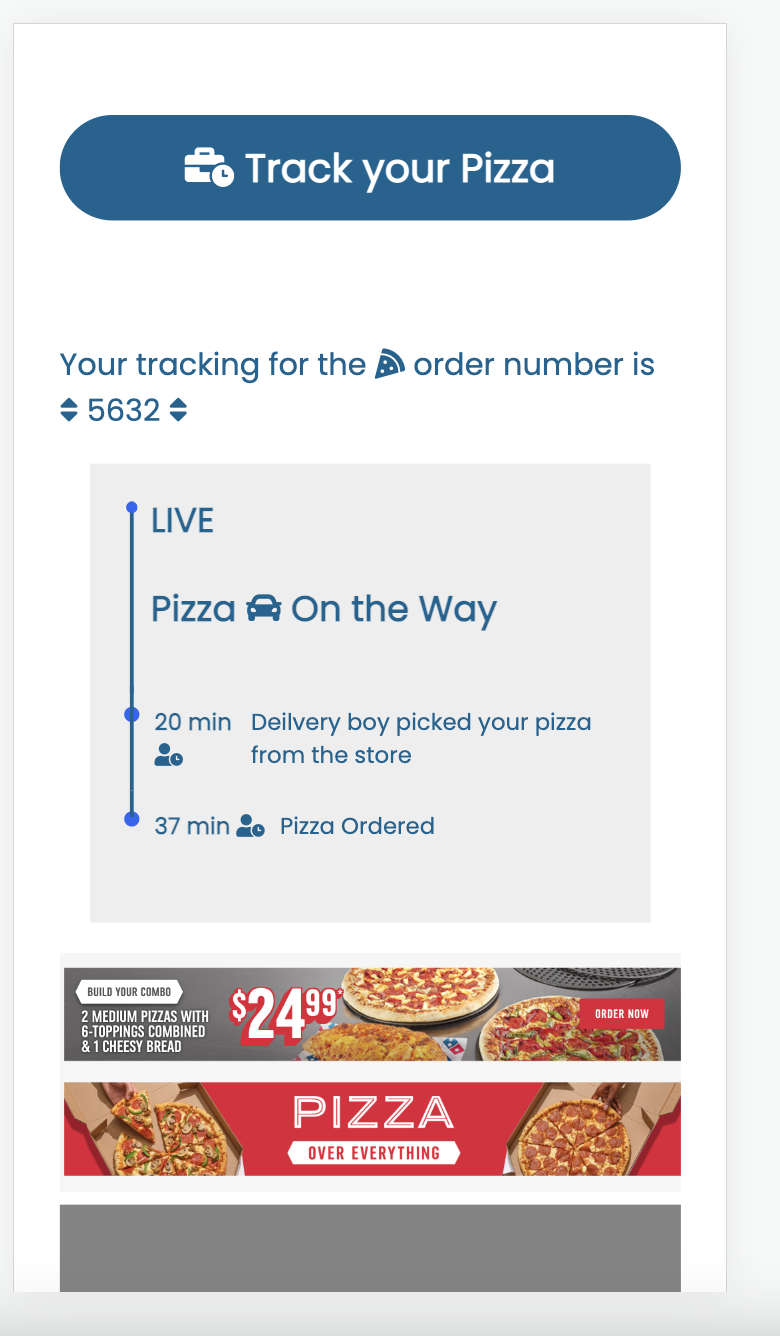 Track your Pizza
Your tracking for the order number is
5632
LIVE
Pizza On the Way
20 min Deilvery boy picked your pizza
from the store
37 min Pizza Ordered
BUILD YOUR COMBO
2 MEDIUM PIZZAS WITH
6-TOPPINGS COMBINED
& 1 CHEESY BREAD
$2499*
ORDER NOW
PIZZA
OVER EVERYTHING